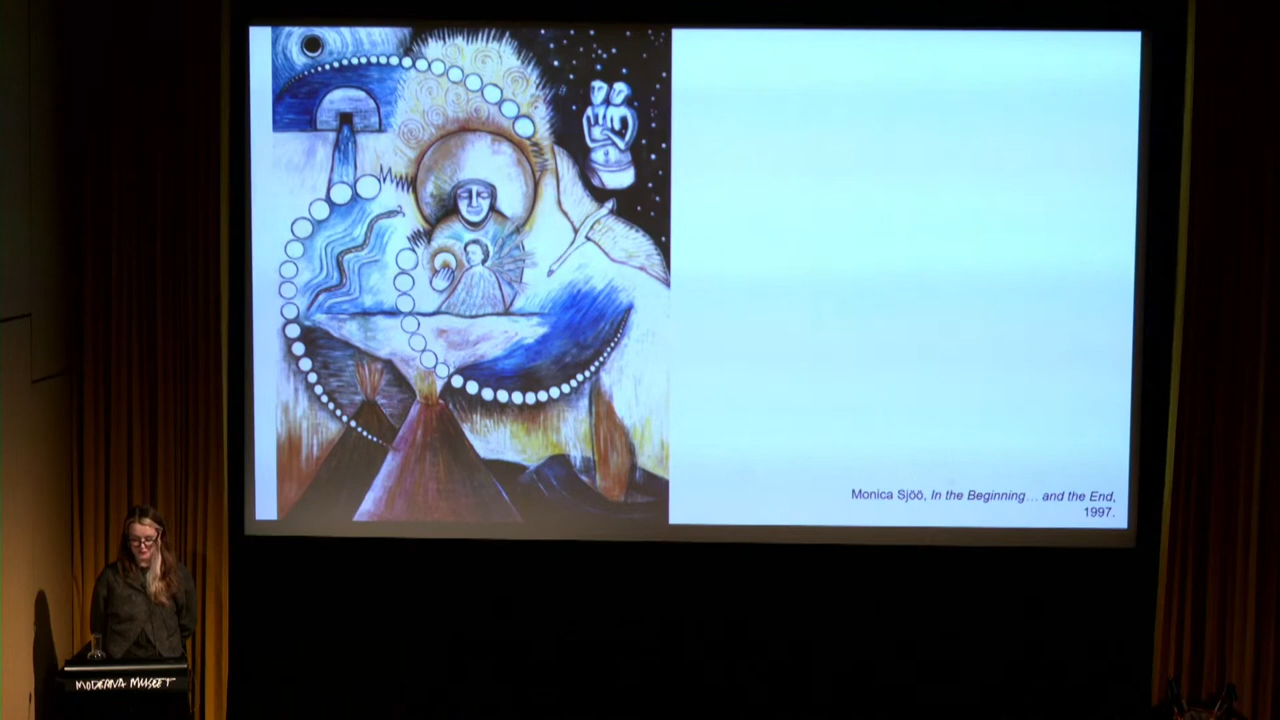 Monica Sjöö, In the Beginning… and the End,
1997.
MODERNA MUSEET